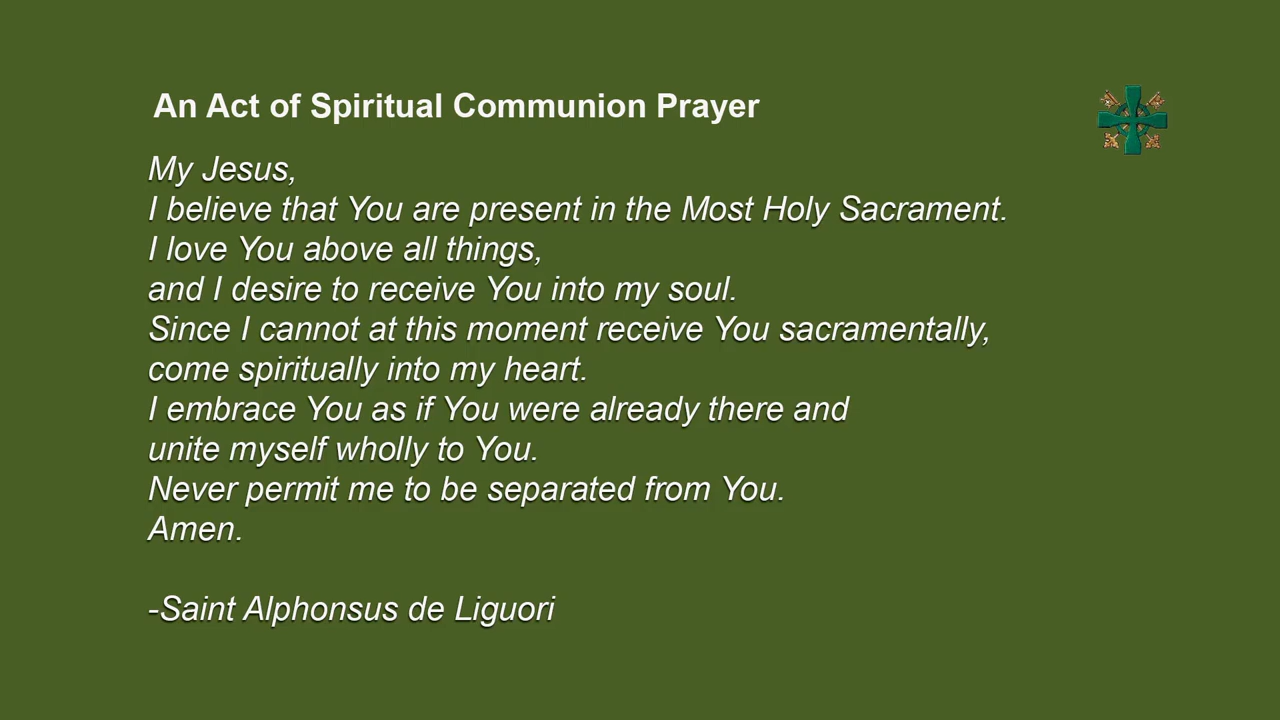 An Act of Spiritual Communion Prayer
My Jesus,
I believe that You are present in the Most Holy Sacrament.
I love You above all things,
and I desire to receive You into my soul.
Since I cannot at this moment receive You sacramentally,
come spiritually into my heart.
I embrace You as if You were already there and
unite myself wholly to You.
Never permit me to be separated from You.
Amen.
-Saint Alphonsus de Liguori